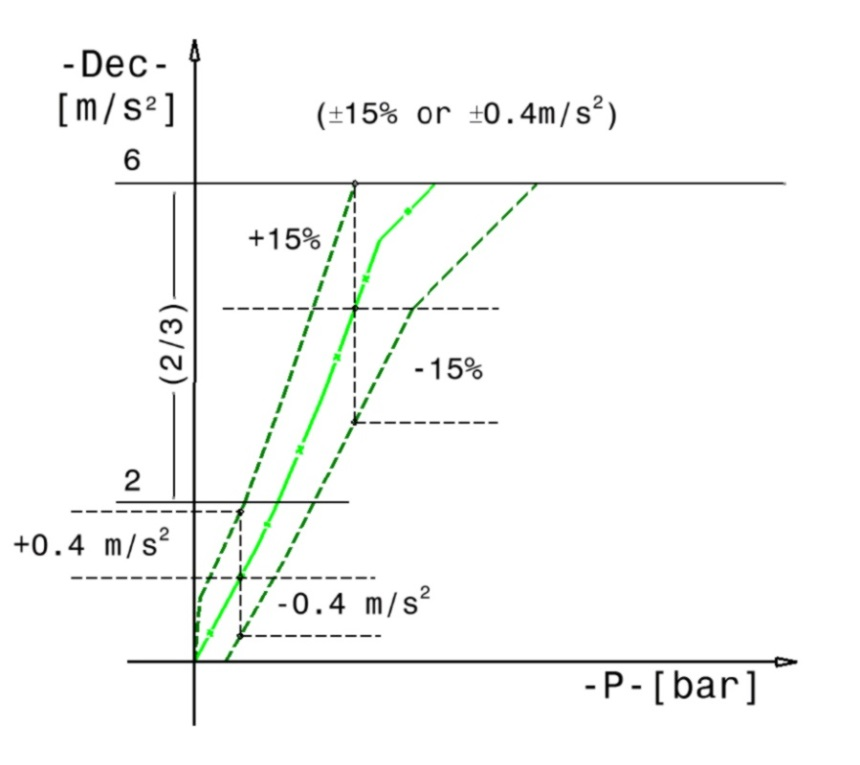 -Dec-
[m/s²]
(±15% or ±0.4m/s²)
6
+15%
(2/3)
-15%
2
+0.4 m/s²
-0.4 m/s²
-P-[bar]